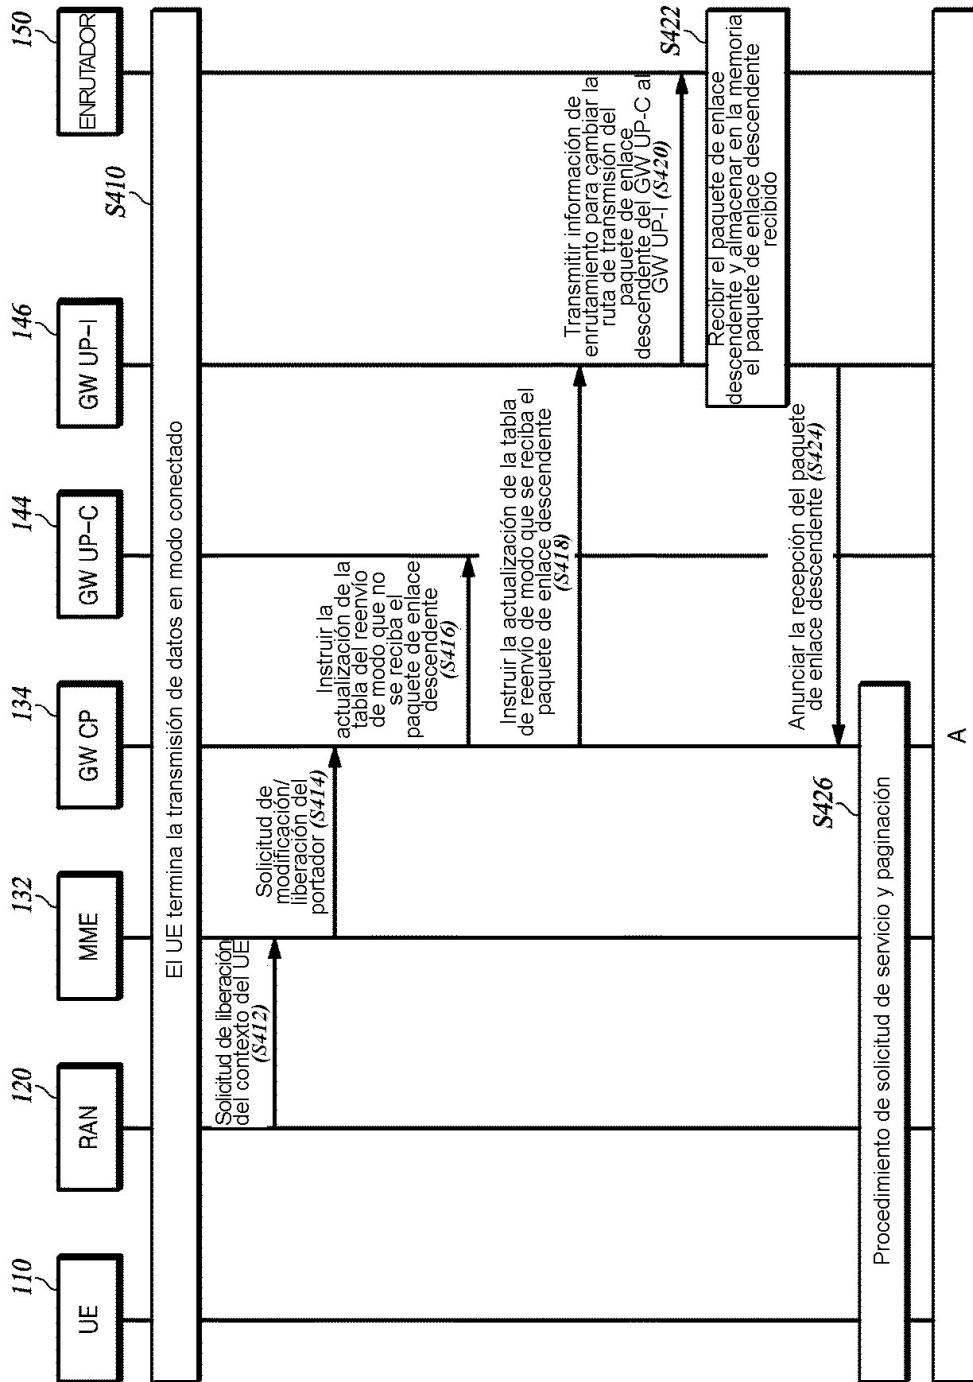 110
UE
120
RAN
132
MME
134
GW CP
144
GW UP-C
146
GW UP-I
150
ENRUTADOR
S410
El UE termina la transmisión de datos en modo conectado
Solicitud de liberación
del contexto del UE
(S412)
Solicitud de
modificación/
liberación del
portador (S414)
Instruir la
actualización de la
tabla del reenvío
de modo que no
se reciba el
paquete de enlace
descendente
(S416)
Instruir la actualización de la tabla
de reenvío de modo que se reciba el
paquete de enlace descendente
(S418)
Transmitir información de
enrutamiento para cambiar la
ruta de transmisión del
paquete de enlace
descendente del GW UP-C al
GW UP-I (S420)
S422
Recibir el paquete de enlace
descendente y almacenar en la memoria
el paquete de enlace descendente
recibido
Anunciar la recepción del paquete
de enlace descendente (S424)
S426
Procedimiento de solicitud de servicio y paginación
A